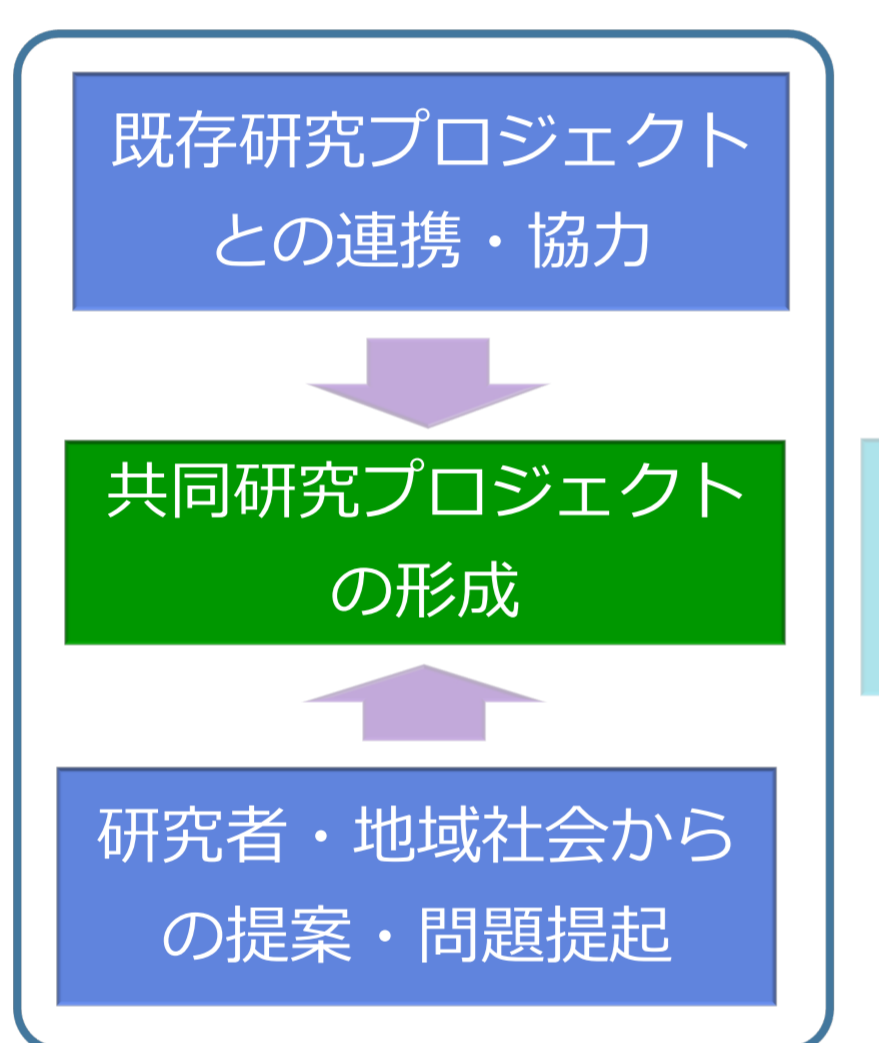 既存研究プロジェクト
との連携・協力
共同研究プロジェクト
の形成
研究者・地域社会から
の提案・問題提起